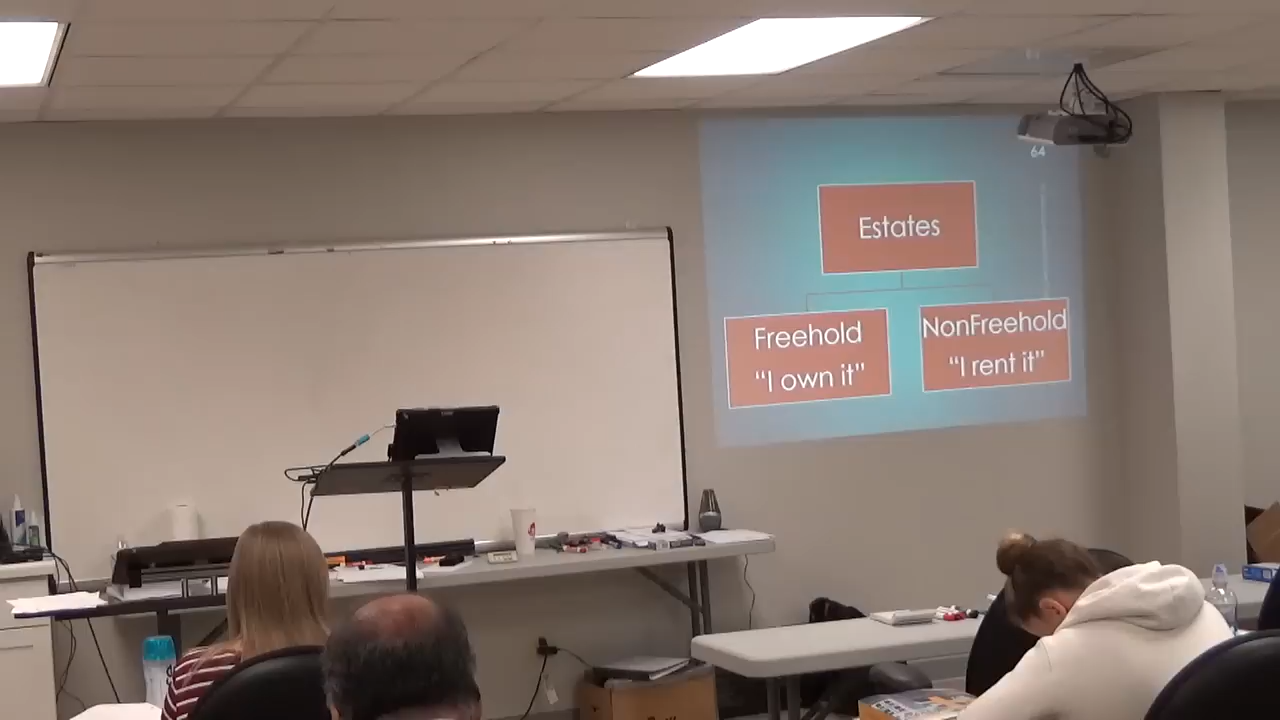 64
Estates
Freehold
“I own it”
NonFreehold
“I rent it”